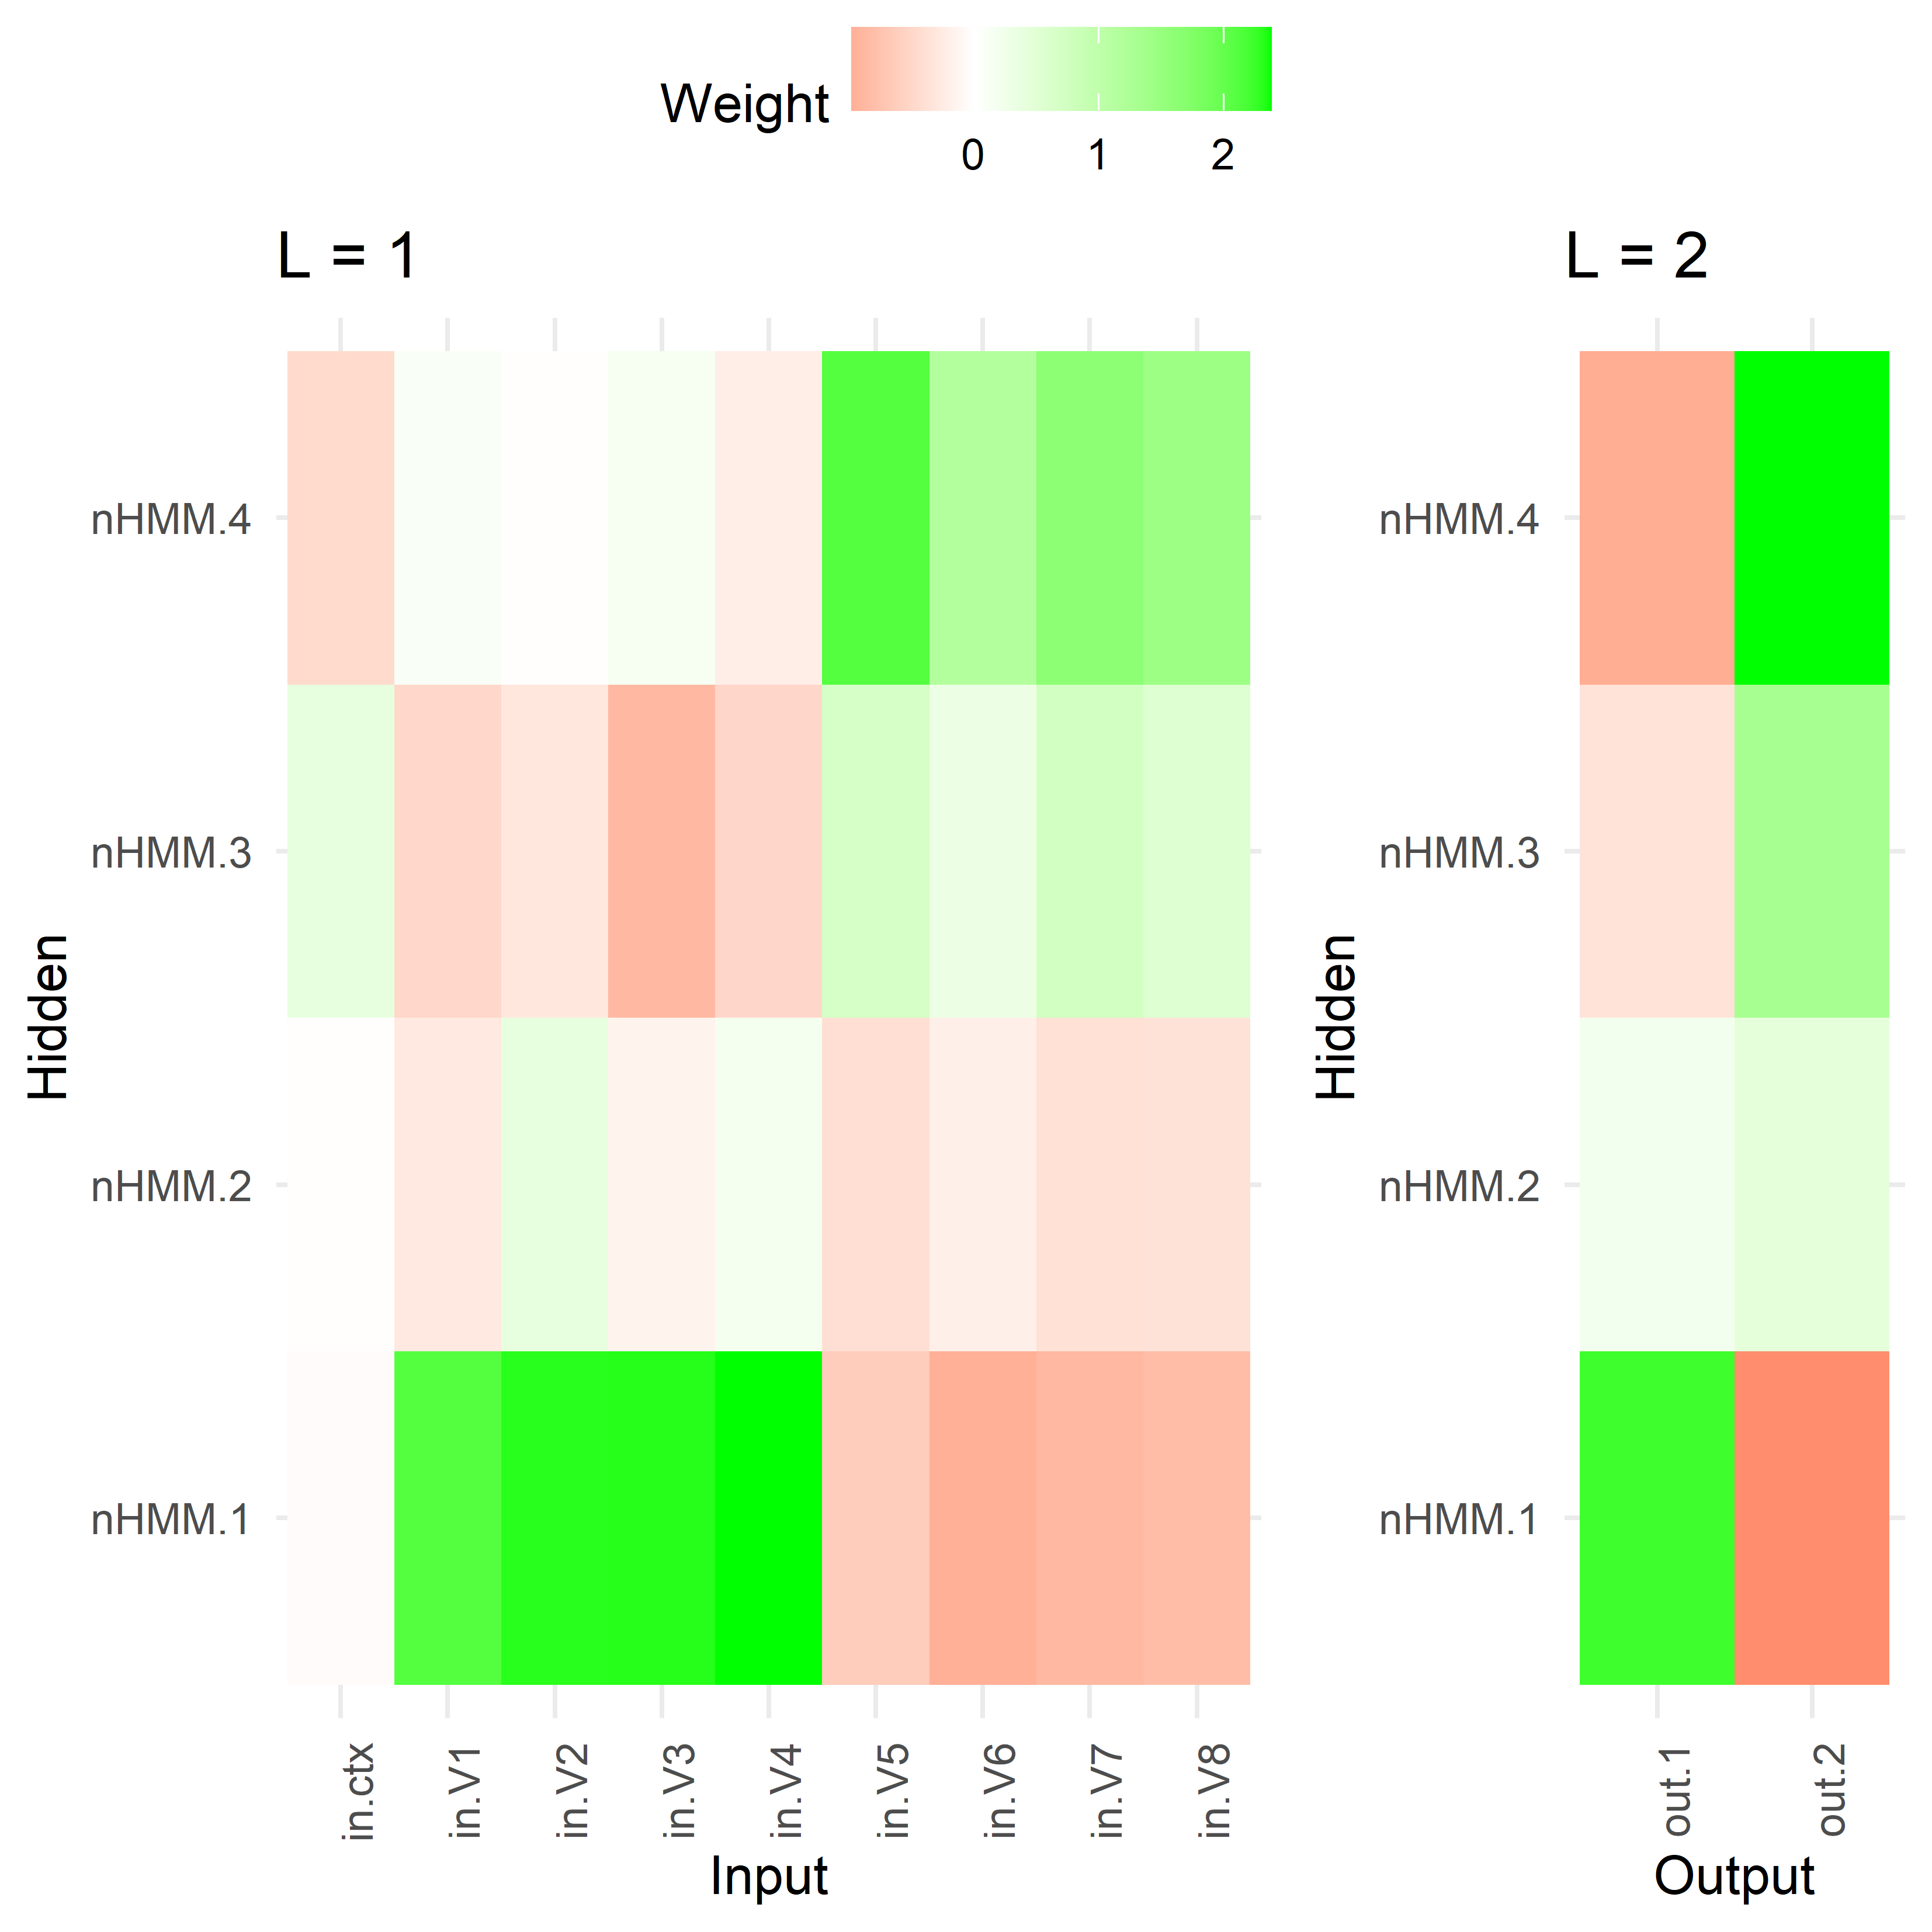 Weight
0 1 2
L = 1
L = 2
Hidden
nHMM.4
nHMM.3
nHMM.2
nHMM.1
in.ctx
in.V1
in.V2
in.V3
in.V4
in.V5
in.V6
in.V7
in.V8
Input
Hidden
nHMM.4
nHMM.3
nHMM.2
nHMM.1
out.1
out.2
Output